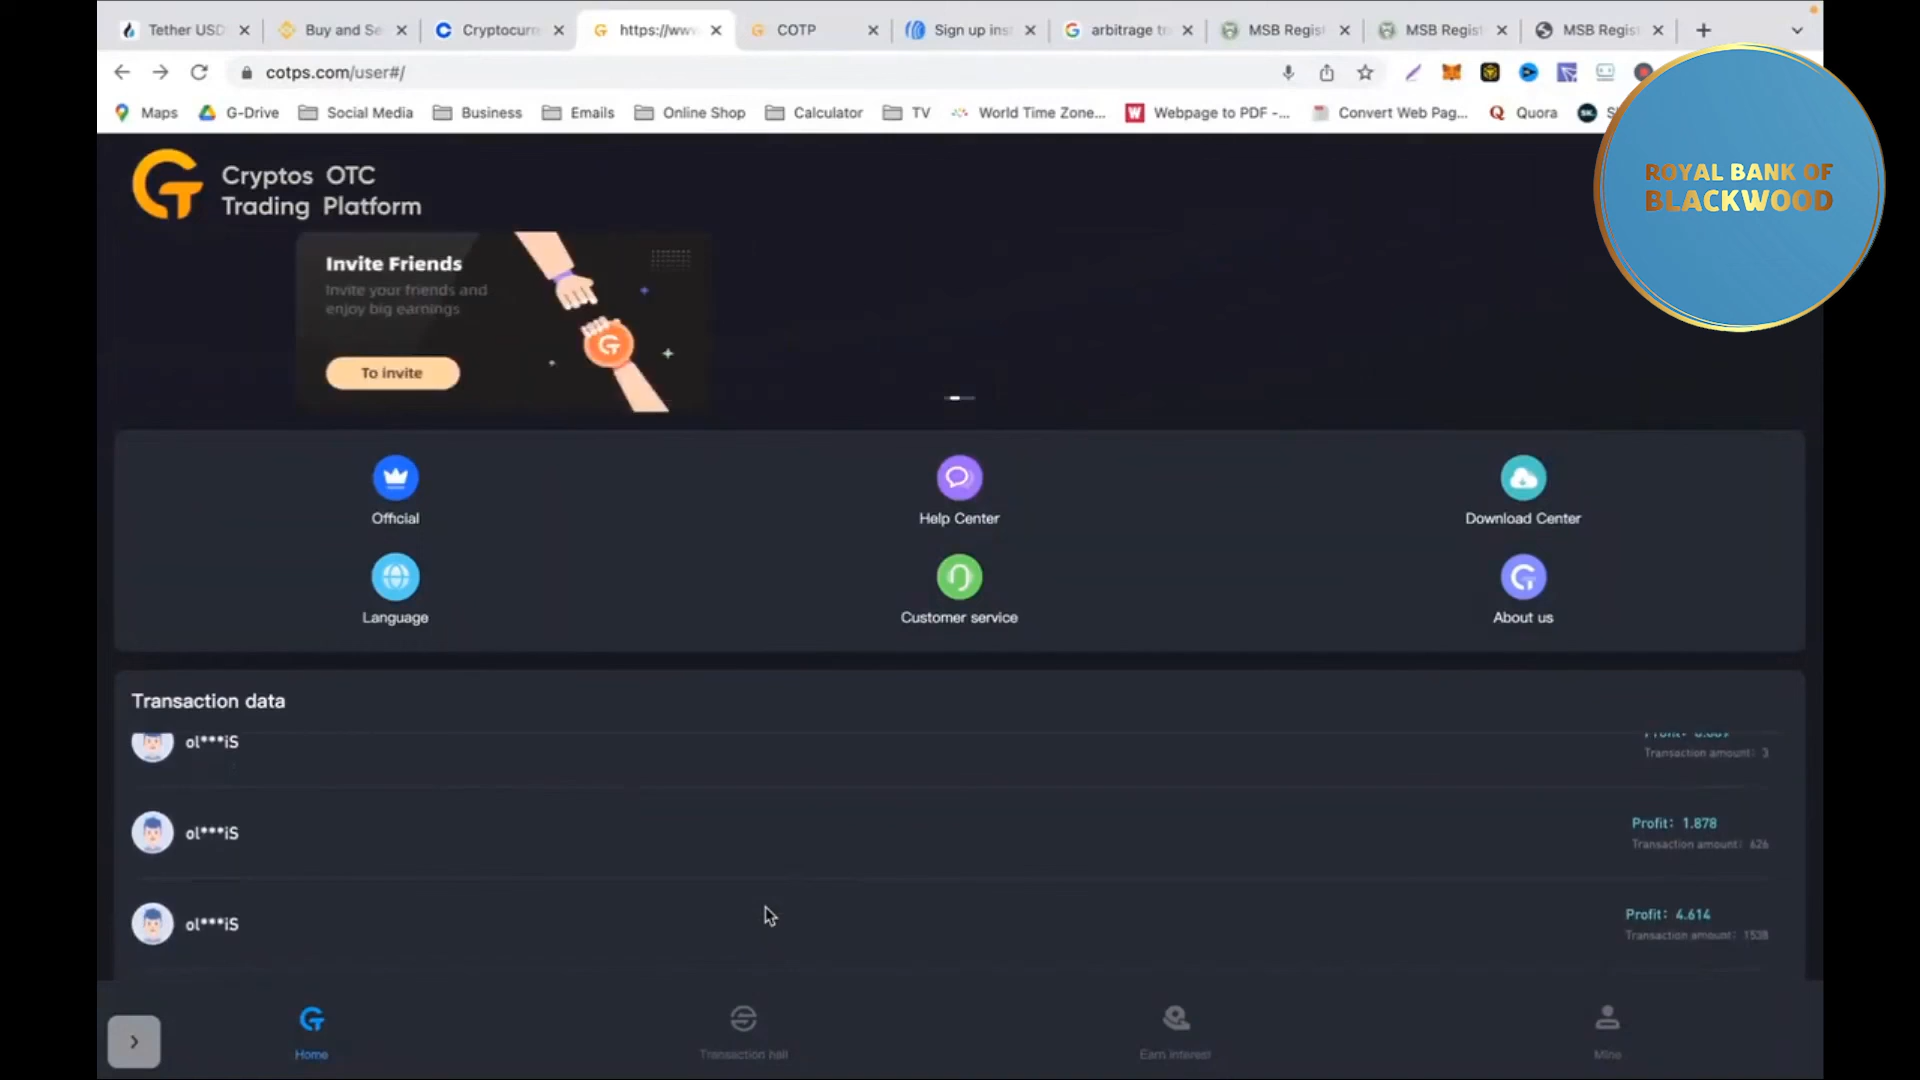 Tether USD
Buy and Se
Cryptocurr
https://www
COTP
Sign up ins
arbitrage tr
MSB Regist
MSB Regist
MSB Regis
cotps.com/user#/
Maps
G-Drive
Social Media
Business
Emails
Online Shop
Calculator
TV
World Time Zone...
Webpage to PDF -...
Convert Web Pag...
Quora
ROYAL BANK OF
BLACKWOOD
Cryptos OTC
Trading Platform
Invite Friends
Invite your friends and
enjoy big earnings
To invite
Official
Help Center
Download Center
Language
Customer service
About us
Transaction data
ol***iS
Transaction amount: 3
ol***iS
Profit: 1.878
Transaction amount: 626
ol***iS
Profit: 4.614
Transaction amount: 1538
Home
Transaction hall
Earn interest
Mine